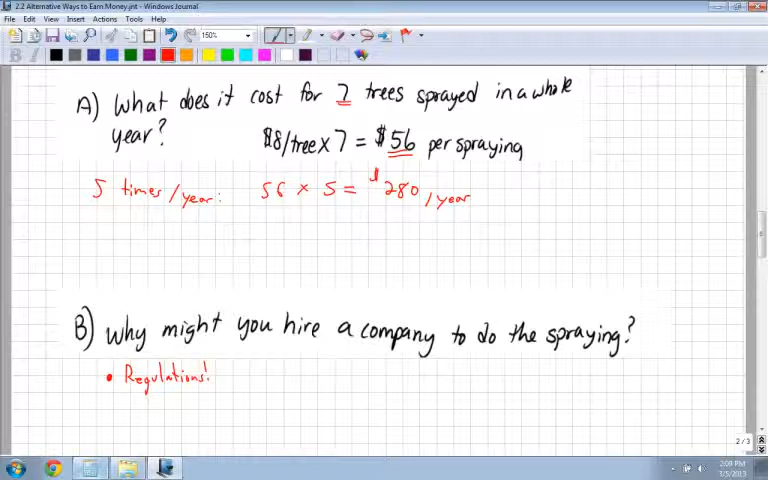 2.2 Alternative Ways to Earn Money.jnt - Windows Journal
File Edit View Insert Actions Tools Help
150%
B I
A) What does it cost for 7 trees sprayed in a whole
year? $8/tree x 7 = $56 per spraying
5 times/year: 56 x 5 = $280/year
B) Why might you hire a company to do the spraying?
• Regulations!
2/3
2:09 PM
3/5/2013